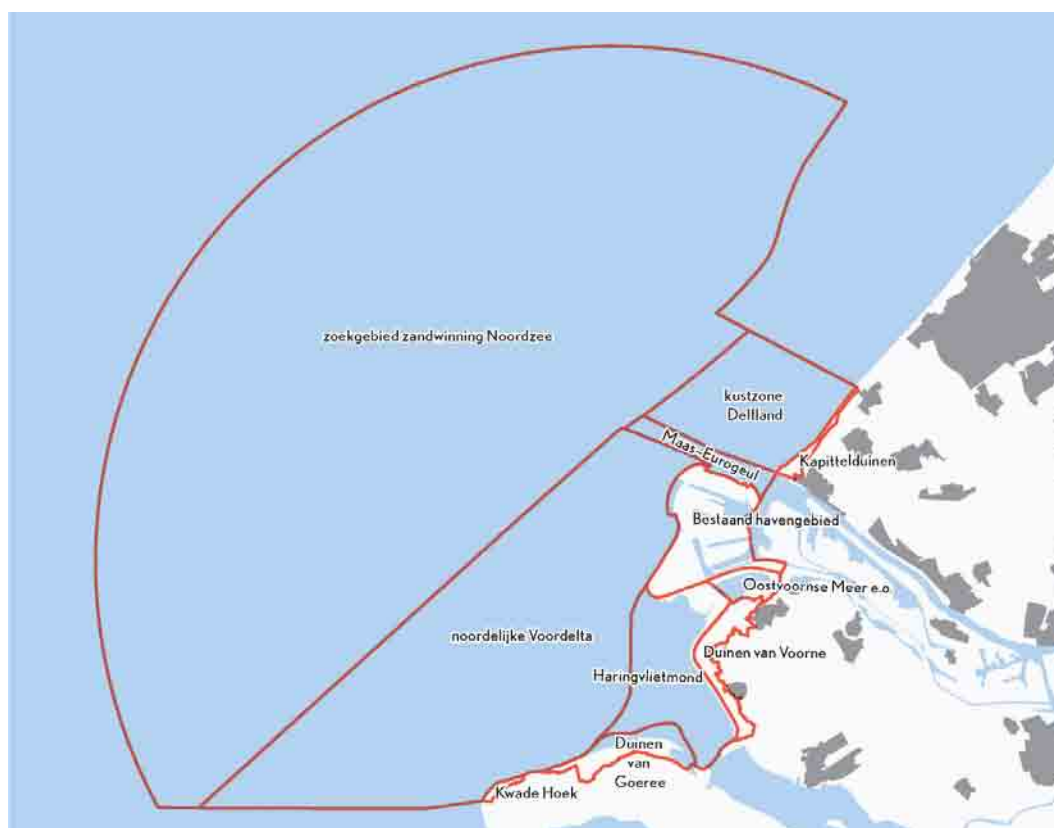 zoekgebied zandwinning Noordzee
kustzone
Delfland
Maas-Eurogeul
Kapittelduinen
Bestaand havengebied
Oostvoornse Meer e.o.
noordelijke Voordelta
Duinen van Voorne
Haringvlietmond
Duinen
van
Goeree
Kwade Hoek